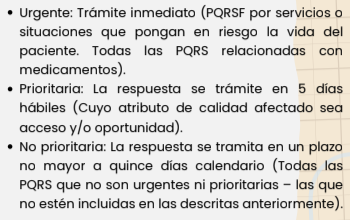 • Urgente: Trámite inmediato (PQRSF por servicios o
situaciones que pongan en riesgo la vida del
paciente. Todas las PQRS relacionadas con
medicamentos).
• Prioritaria: La respuesta se trámite en 5 días
hábiles (Cuyo atributo de calidad afectado sea
acceso y/o oportunidad).
• No prioritaria: La respuesta se tramita en un plazo
no mayor a quince días calendario (Todas las
PQRS que no son urgentes ni prioritarias – las que
no estén incluidas en las descritas anteriormente).